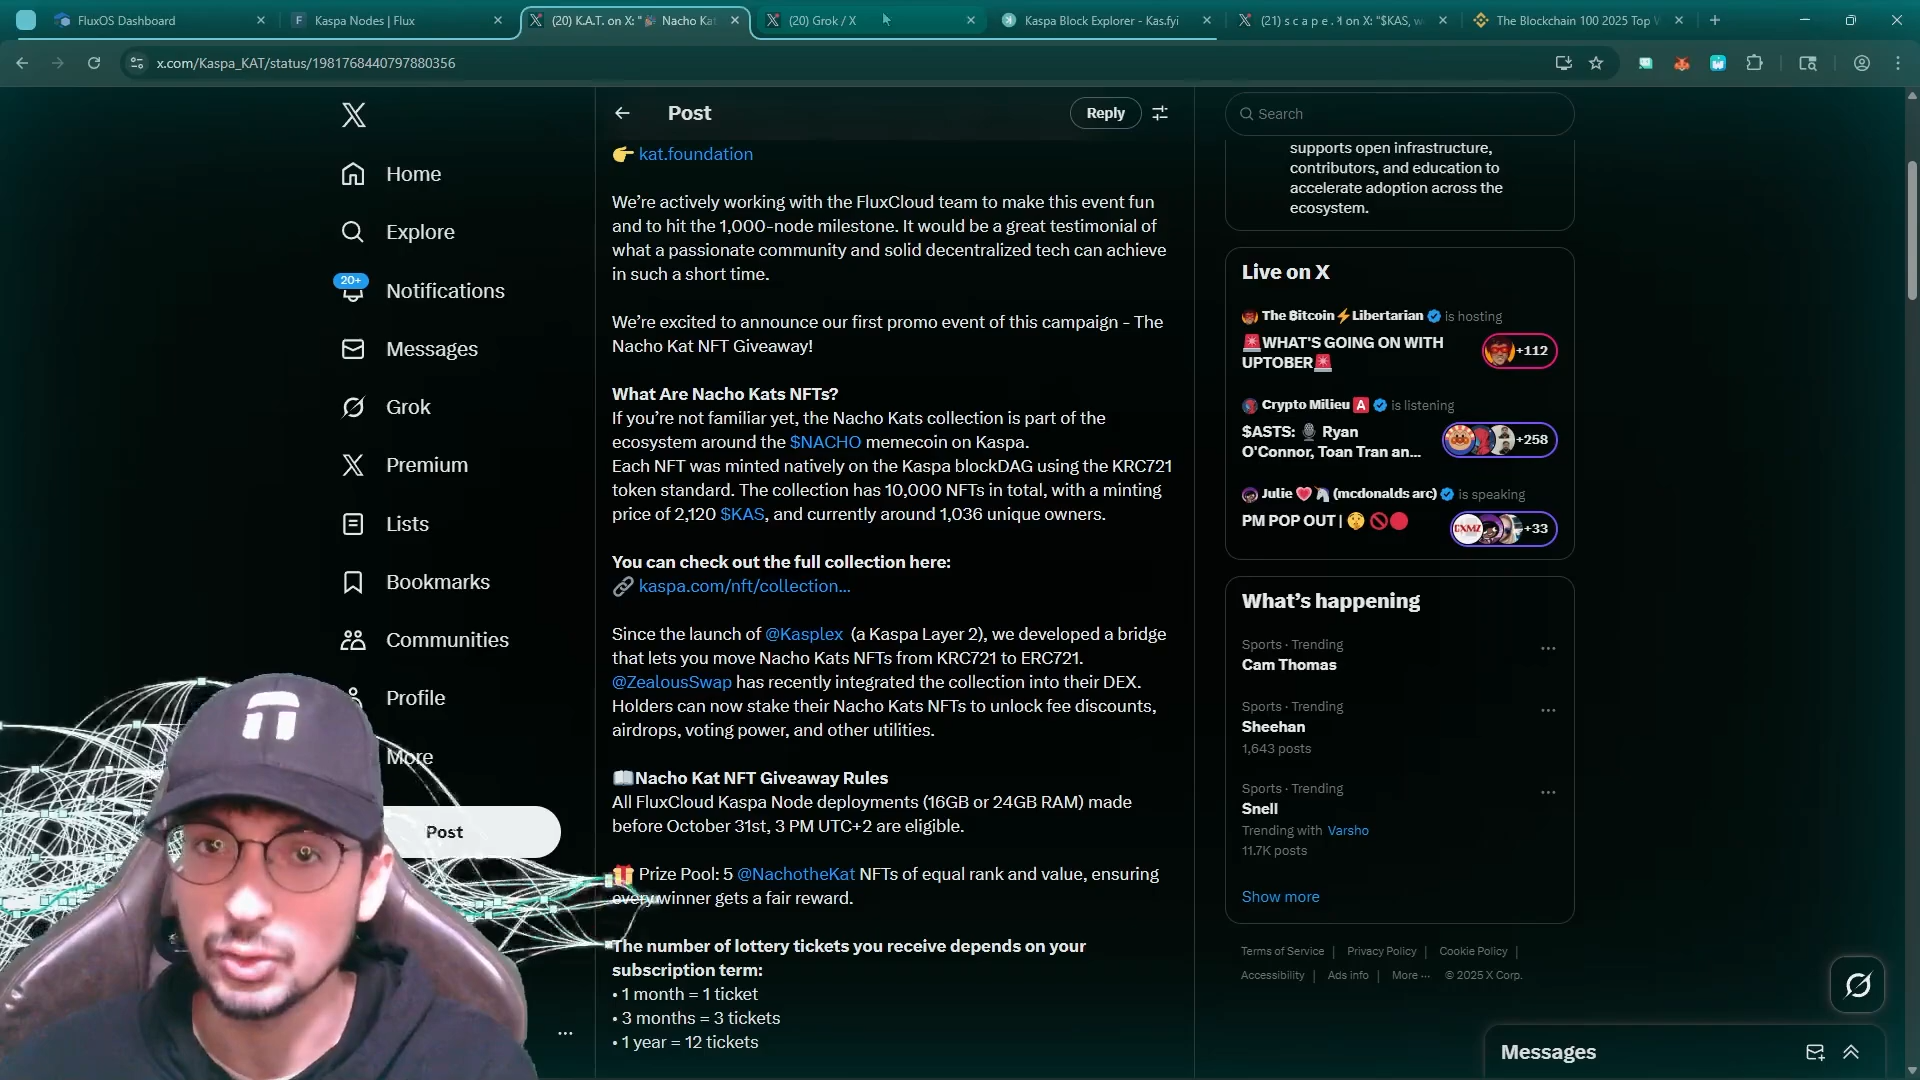 FluxOS Dashboard
Kaspa Nodes | Flux
(20) K.A.T. on X: "🎉 Nacho Kat
(20) Grok / X
Kaspa Block Explorer - Kas.fyi
(21) s c a p e . 𐤊 on X: "$KAS, w
The Blockchain 100 2025 Top V
x.com/Kaspa_KAT/status/1981768440797880356
Home
Explore
20+
Notifications
Messages
Grok
Premium
Lists
Bookmarks
Communities
Profile
More
Post
Post
Reply
👉 kat.foundation
We're actively working with the FluxCloud team to make this event fun
and to hit the 1,000-node milestone. It would be a great testimonial of
what a passionate community and solid decentralized tech can achieve
in such a short time.
We're excited to announce our first promo event of this campaign - The
Nacho Kat NFT Giveaway!
What Are Nacho Kats NFTs?
If you're not familiar yet, the Nacho Kats collection is part of the
ecosystem around the $NACHO memecoin on Kaspa.
Each NFT was minted natively on the Kaspa blockDAG using the KRC721
token standard. The collection has 10,000 NFTs in total, with a minting
price of 2,120 $KAS, and currently around 1,036 unique owners.
You can check out the full collection here:
🔗 kaspa.com/nft/collection...
Since the launch of @Kasplex (a Kaspa Layer 2), we developed a bridge
that lets you move Nacho Kats NFTs from KRC721 to ERC721.
@ZealousSwap has recently integrated the collection into their DEX.
Holders can now stake their Nacho Kats NFTs to unlock fee discounts,
airdrops, voting power, and other utilities.
📖Nacho Kat NFT Giveaway Rules
All FluxCloud Kaspa Node deployments (16GB or 24GB RAM) made
before October 31st, 3 PM UTC+2 are eligible.
🎁 Prize Pool: 5 @NachotheKat NFTs of equal rank and value, ensuring
every winner gets a fair reward.
The number of lottery tickets you receive depends on your
subscription term:
• 1 month = 1 ticket
• 3 months = 3 tickets
• 1 year = 12 tickets
Search
supports open infrastructure,
contributors, and education to
accelerate adoption across the
ecosystem.
Live on X
The ₿itcoin⚡Libertarian is hosting
🚨WHAT'S GOING ON WITH
UPTOBER🚨
+112
Crypto Milieu 🅰 is listening
$ASTS: 🎙 Ryan
O'Connor, Toan Tran an...
+258
Julie 💗🦄 (mcdonalds arc) is speaking
PM POP OUT | 🤫🚫🔴
+33
What's happening
Sports · Trending
Cam Thomas
Sports · Trending
Sheehan
1,643 posts
Sports · Trending
Snell
Trending with Varsho
11.7K posts
Show more
Terms of Service | Privacy Policy | Cookie Policy |
Accessibility | Ads info | More ··· © 2025 X Corp.
Messages